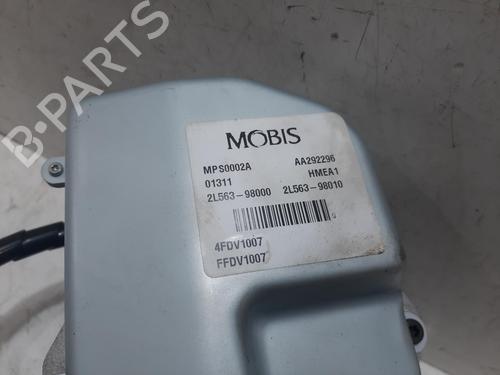 B-PARTS
MOBIS
MPS0002A AA292296
01311 HMEA1
2L563-98000 2L563-98010
4FDV1007
FFDV1007